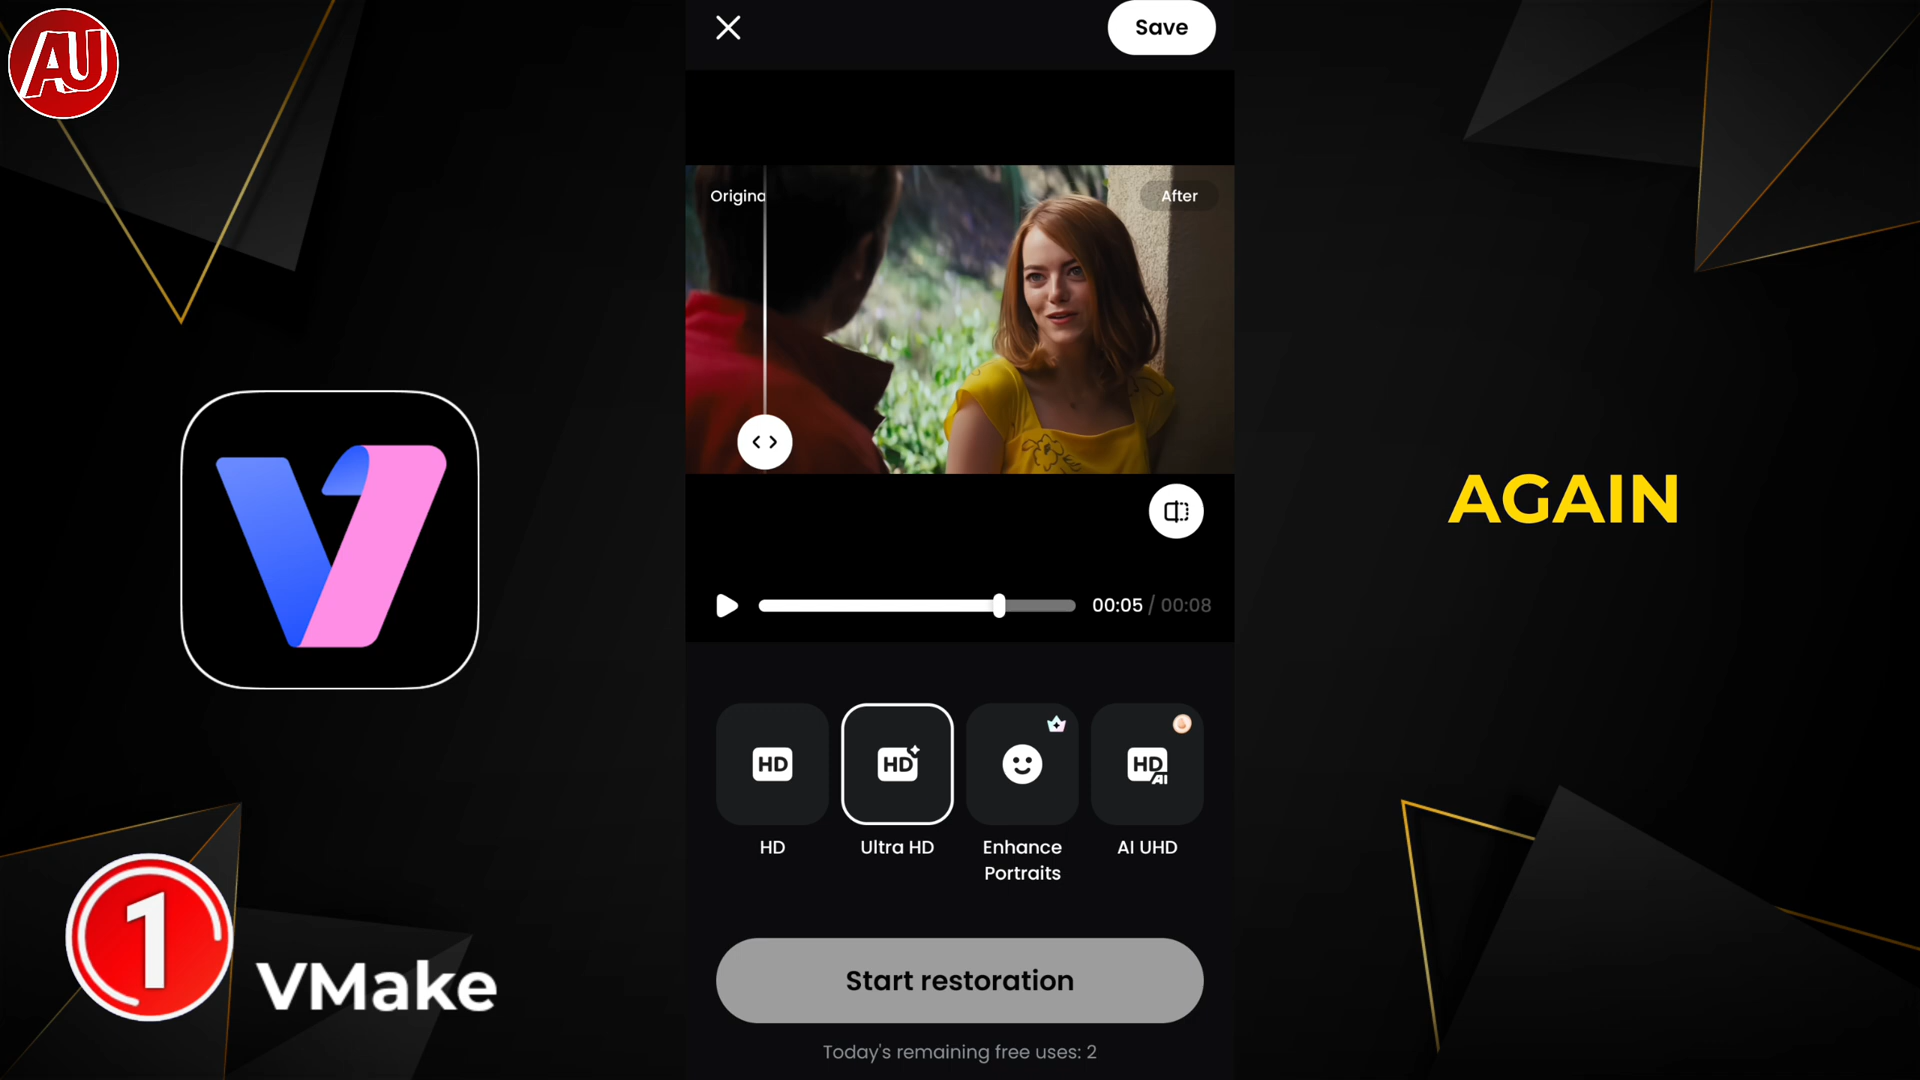 AU
Save
Origina
After
AGAIN
00:05 / 00:08
HD
HD
HD
AI
HD
Ultra HD
Enhance
Portraits
AI UHD
Start restoration
Today's remaining free uses: 2
1
VMake